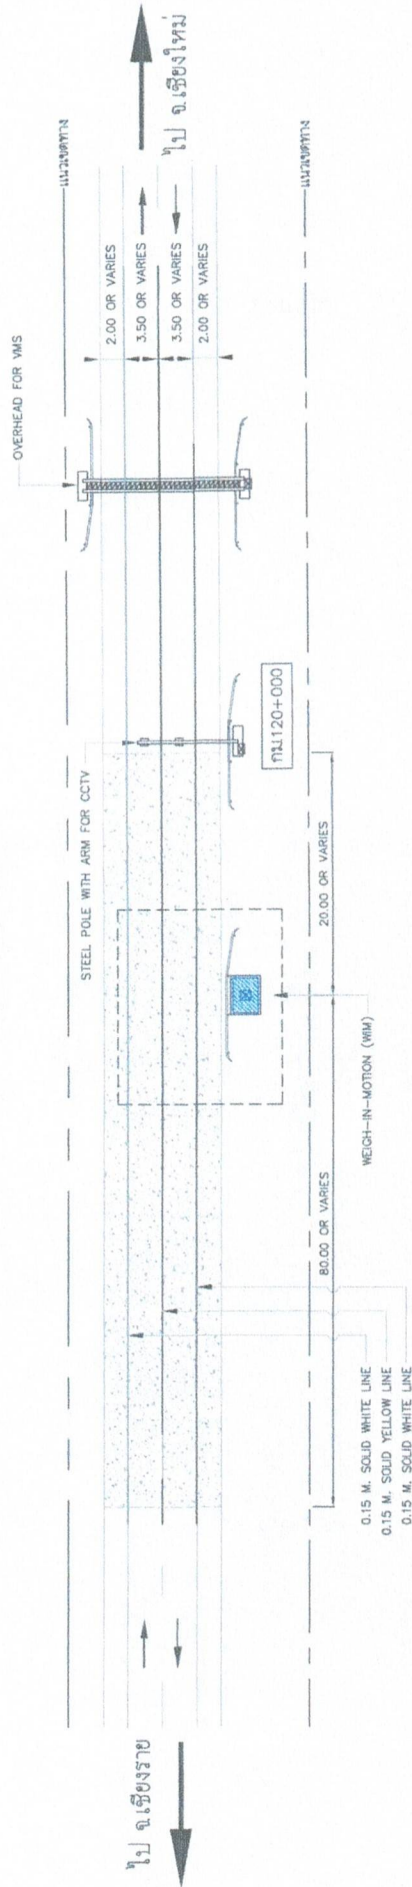 ไป จ.เชียงใหม่
แนวเขตทาง
แนวเขตทาง
OVERHEAD FOR VMS
2.00 OR VARIES
3.50 OR VARIES
3.50 OR VARIES
2.00 OR VARIES
STEEL POLE WITH ARM FOR CCTV
กม120+000
20.00 OR VARIES
WEIGH-IN-MOTION (WIM)
80.00 OR VARIES
0.15 M. SOLID WHITE LINE
0.15 M. SOLID YELLOW LINE
0.15 M. SOLID WHITE LINE
ไป จ.เชียงราย